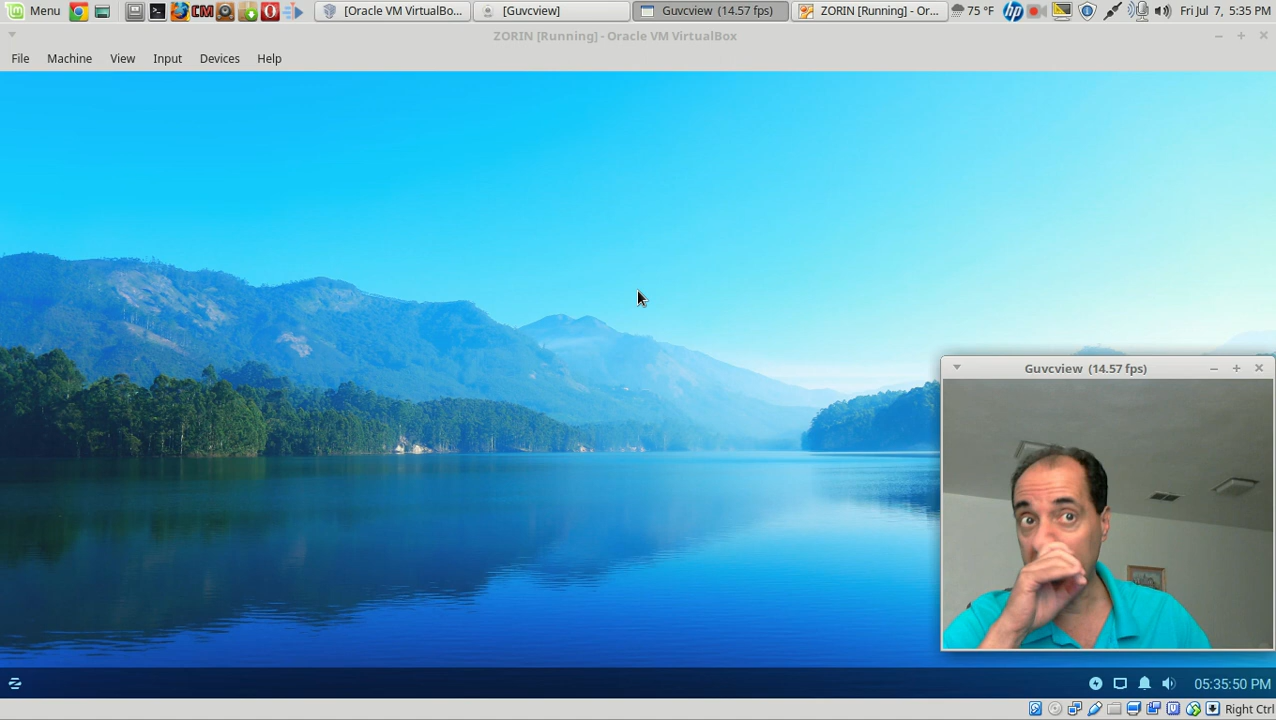 Menu CM [Oracle VM VirtualBo... [Guvcview] Guvcview (14.57 fps) ZORIN [Running] - Or... 75 °F hp Fri Jul 7, 5:35 PM
ZORIN [Running] - Oracle VM VirtualBox
File Machine View Input Devices Help
Guvcview (14.57 fps)
05:35:50 PM
Right Ctrl